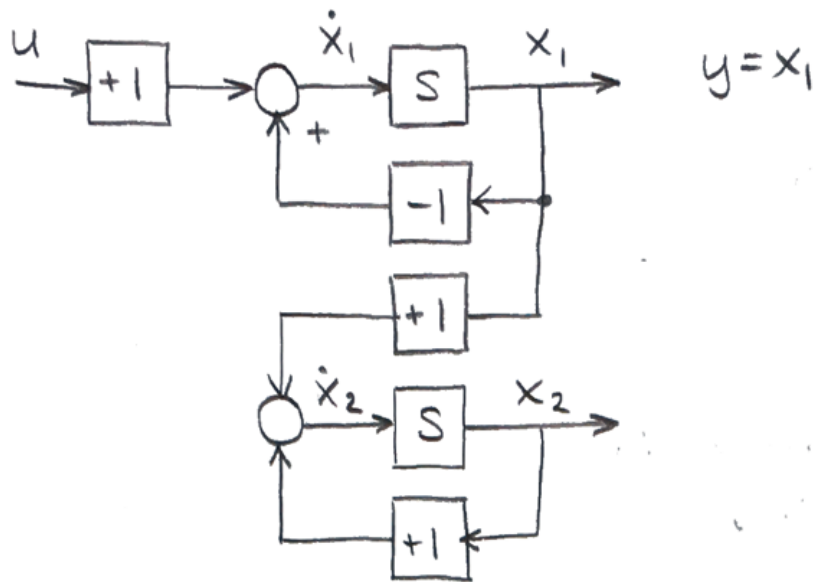 u
+1
ẋ₁
S
x₁
y = x₁
+
-1
+1
ẋ₂
S
x₂
+1